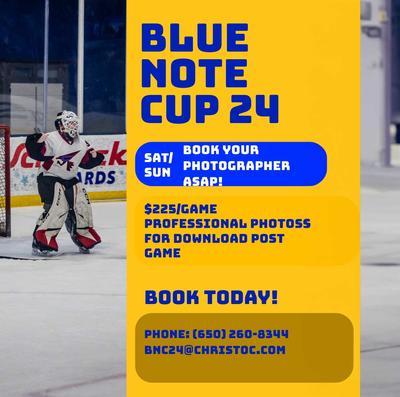 BLUE
NOTE
CUP 24
SAT/
SUN
BOOK YOUR
PHOTOGRAPHER
ASAP!
$225/GAME
PROFESSIONAL PHOTOSS
FOR DOWNLOAD POST
GAME
BOOK TODAY!
PHONE: (650) 260-8344
BNC24@CHRISTOC.COM
ARDS